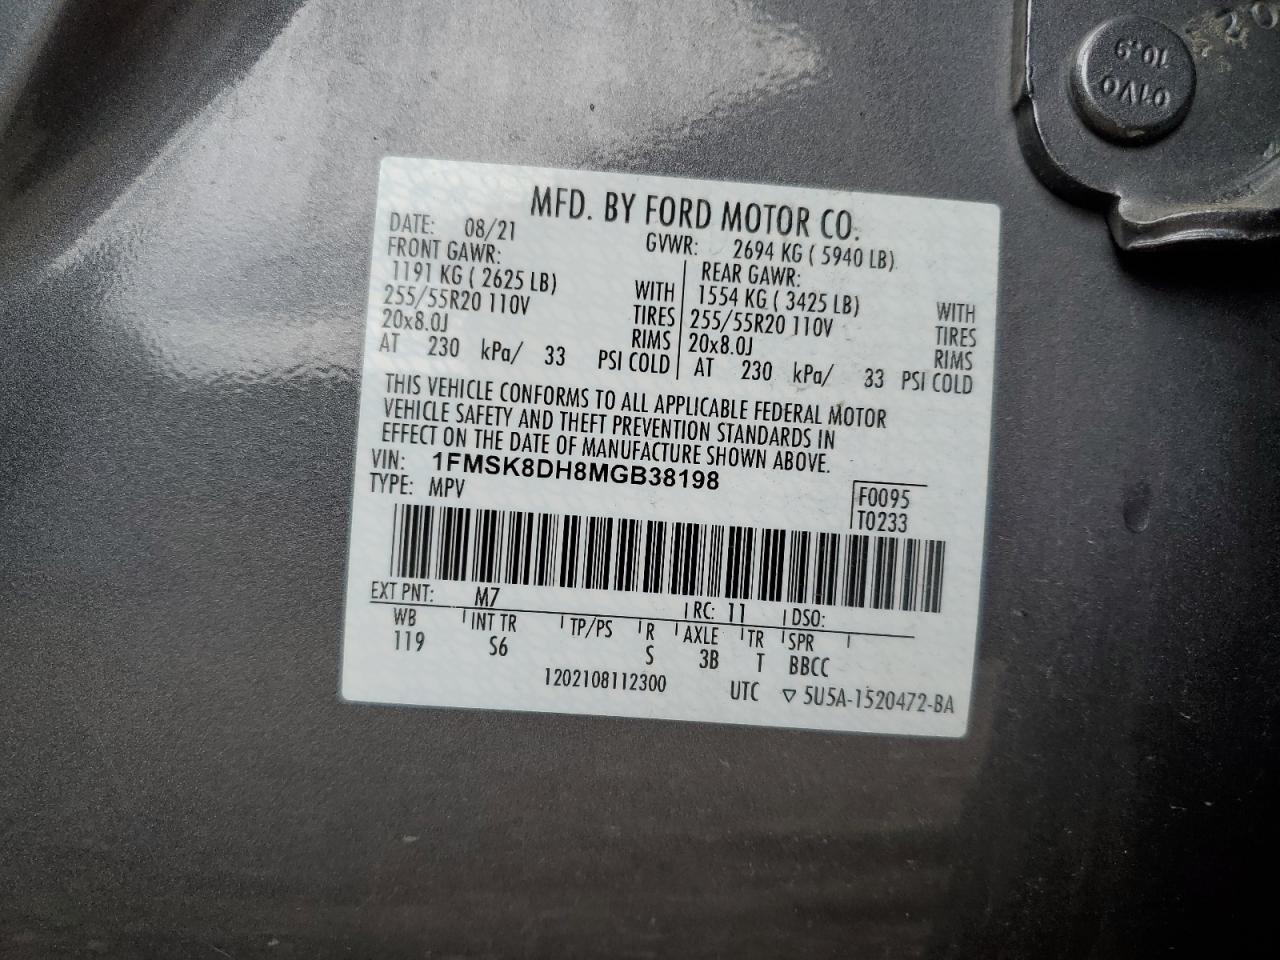 MFD. BY FORD MOTOR CO.
DATE: 08/21 GVWR: 2694 KG ( 5940 LB)
FRONT GAWR: REAR GAWR:
1191 KG ( 2625 LB) WITH 1554 KG ( 3425 LB) WITH
255/55R20 110V TIRES 255/55R20 110V TIRES
20x8.0J RIMS 20x8.0J RIMS
AT 230 kPa/ 33 PSI COLD AT 230 kPa/ 33 PSI COLD
THIS VEHICLE CONFORMS TO ALL APPLICABLE FEDERAL MOTOR
VEHICLE SAFETY AND THEFT PREVENTION STANDARDS IN
EFFECT ON THE DATE OF MANUFACTURE SHOWN ABOVE.
VIN: 1FMSK8DH8MGB38198
TYPE: MPV
F0095
T0233
EXT PNT: M7 RC: 11 DSO:
WB INT TR TP/PS R AXLE TR SPR
119 S6 S 3B T BBCC
1202108112300 UTC ▽ 5U5A-1520472-BA
01VO
10.9